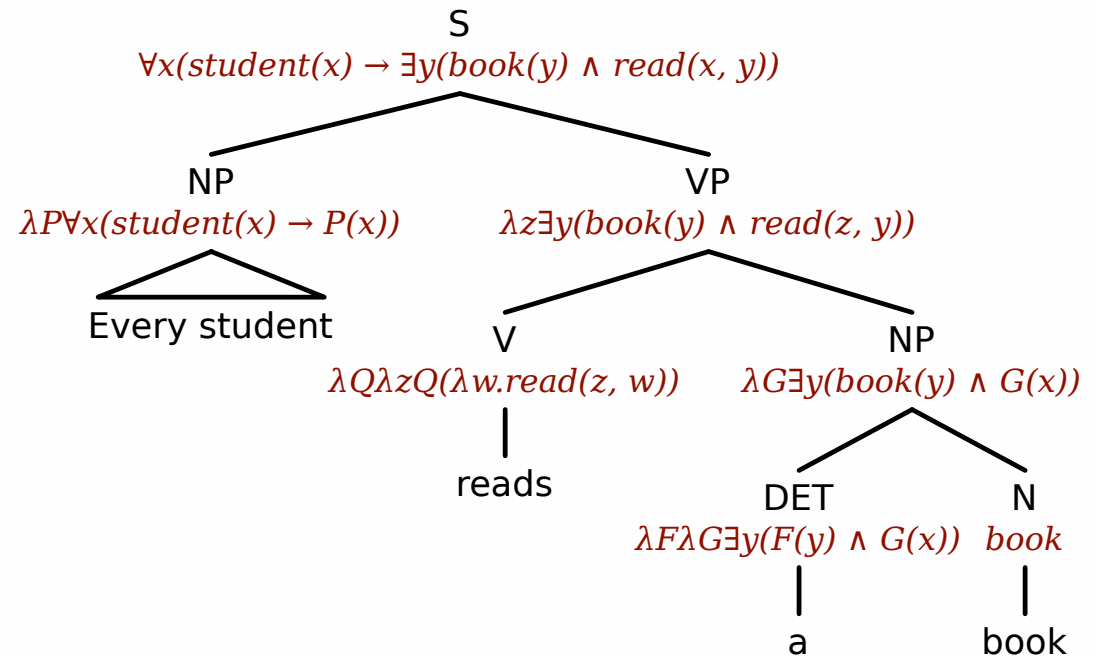 S
∀x(student(x) → ∃y(book(y) ∧ read(x, y))
NP VP
λP∀x(student(x) → P(x)) λz∃y(book(y) ∧ read(z, y))
Every student
V NP
λQλzQ(λw.read(z, w)) λG∃y(book(y) ∧ G(x))
reads
DET N
λFλG∃y(F(y) ∧ G(x)) book
a book